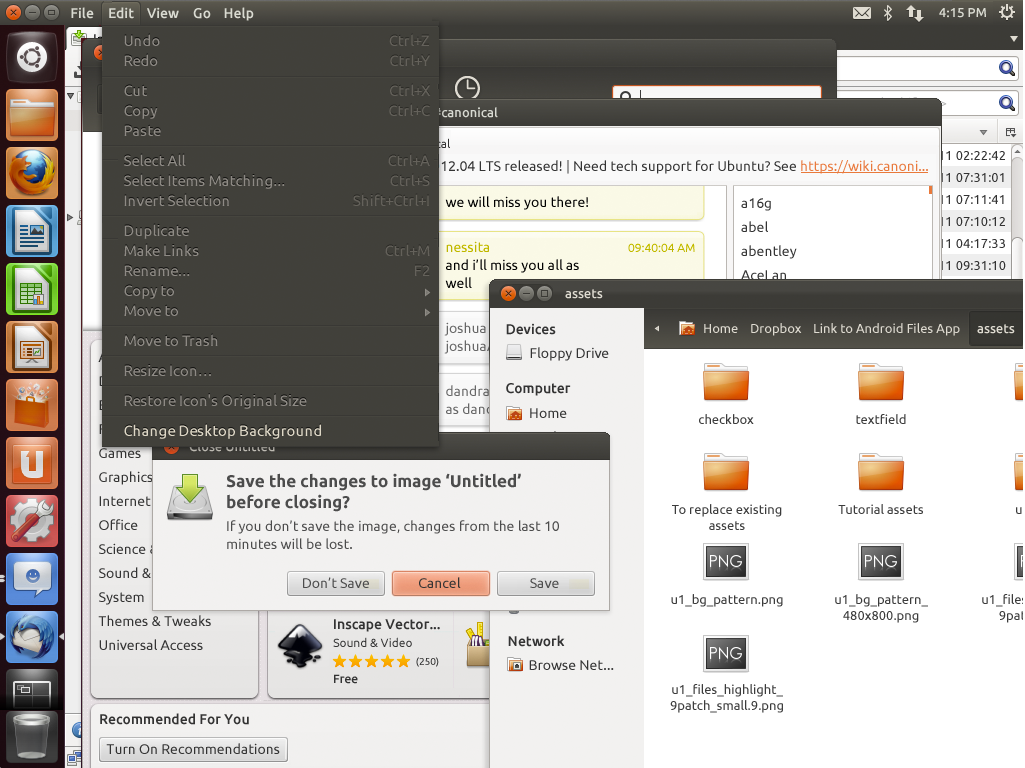 File Edit View Go Help
4:15 PM
Undo Ctrl+Z
Redo Ctrl+Y
Cut Ctrl+X
Copy Ctrl+C
Paste
Select All Ctrl+A
Select Items Matching... Ctrl+S
Invert Selection Shift+Ctrl+I
Duplicate
Make Links Ctrl+M
Rename... F2
Copy to
Move to
Move to Trash
Resize Icon...
Restore Icon's Original Size
Change Desktop Background
#canonical
12.04 LTS released! | Need tech support for Ubuntu? See https://wiki.canoni...
we will miss you there!
nessita 09:40:04 AM
and i'll miss you all as
well
joshua
joshua
dandra
as dand
a16g
abel
abentley
AceLan
11 02:22:42
11 07:31:01
11 07:11:41
11 07:10:12
11 04:17:33
11 09:31:10
assets
Devices
Floppy Drive
Computer
Home
Network
Browse Net...
Home Dropbox Link to Android Files App assets
checkbox
textfield
To replace existing
assets
Tutorial assets
PNG
PNG
u1_bg_pattern.png
u1_bg_pattern_
480x800.png
u1_files
9patc
PNG
u1_files_highlight_
9patch_small.9.png
Close Untitled
Save the changes to image ‘Untitled’
before closing?
If you don’t save the image, changes from the last 10
minutes will be lost.
Don’t Save Cancel Save
Games
Graphics
Internet
Office
Science
Sound &
System
Themes & Tweaks
Universal Access
Inscape Vector...
Sound & Video
(250)
Free
Recommended For You
Turn On Recommendations